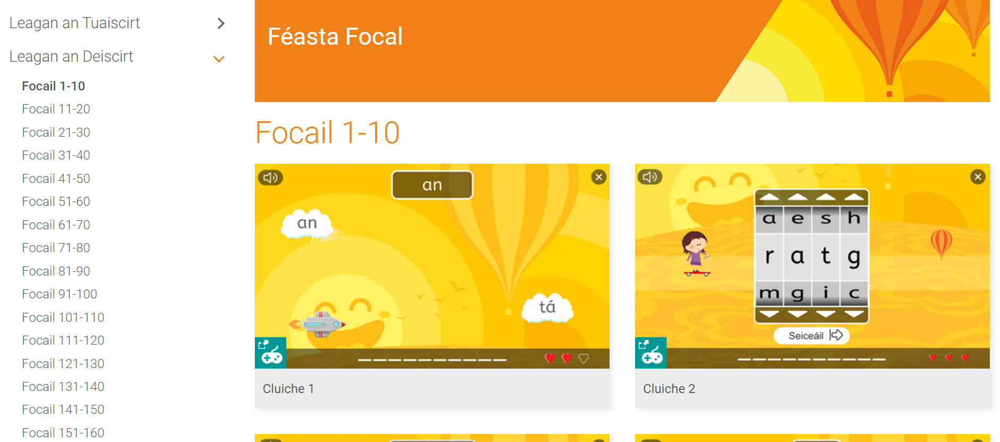 Leagan an Tuaiscirt
Leagan an Deiscirt
Focail 1-10
Focail 11-20
Focail 21-30
Focail 31-40
Focail 41-50
Focail 51-60
Focail 61-70
Focail 71-80
Focail 81-90
Focail 91-100
Focail 101-110
Focail 111-120
Focail 121-130
Focail 131-140
Focail 141-150
Focail 151-160
Féasta Focal
Focail 1-10
an
an
tá
Cluiche 1
a e s h
r a t g
m g i c
Seiceáil
Cluiche 2